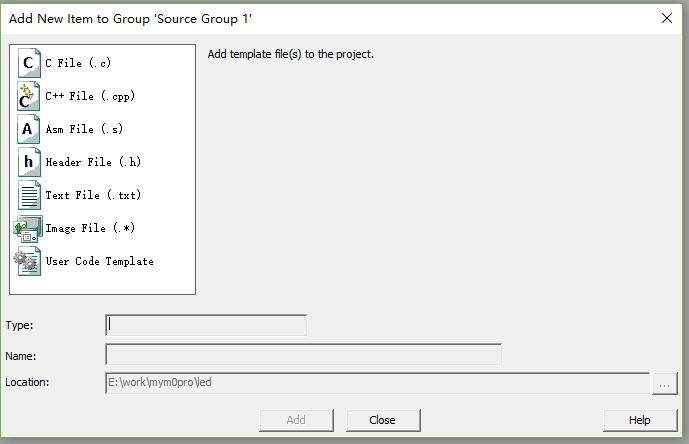 Add New Item to Group 'Source Group 1'
C File (.c)
Add template file(s) to the project.
C++ File (.cpp)
Asm File (.s)
Header File (.h)
Text File (.txt)
Image File (.*)
User Code Template
Type:
Name:
Location:
E:\work\mym0pro\led
...
Add
Close
Help